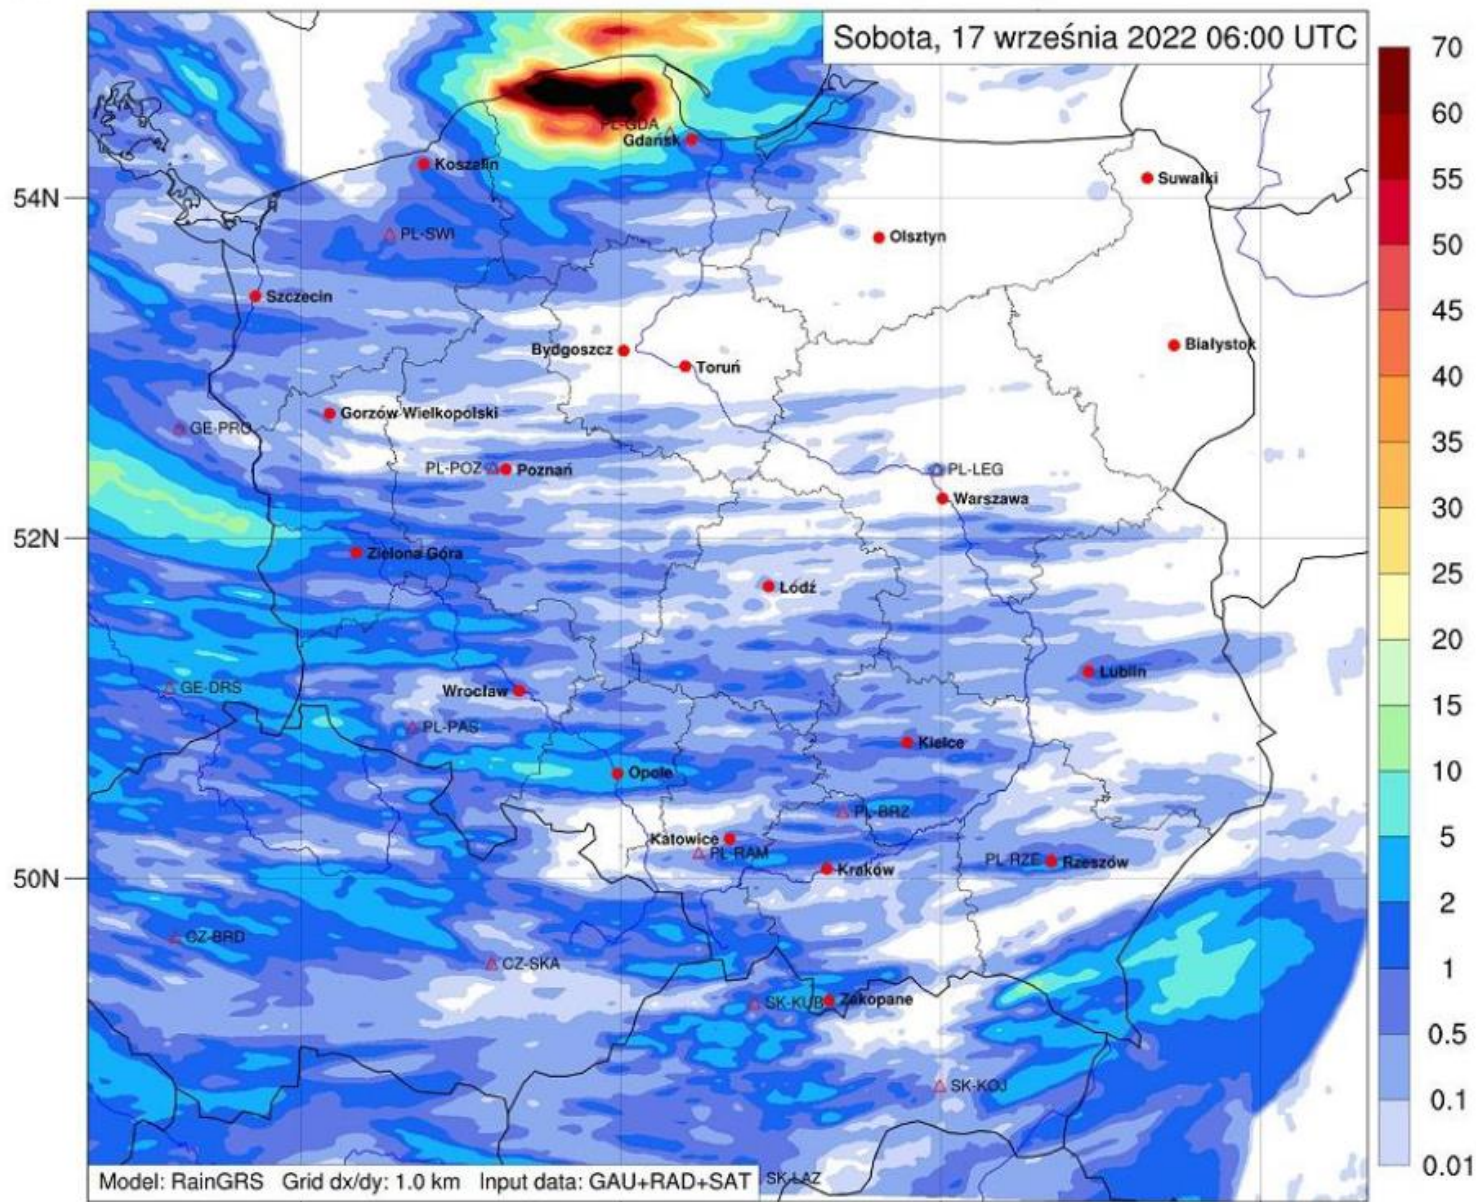 Sobota, 17 września 2022 06:00 UTC
70
60
55
50
45
40
35
30
25
20
15
10
5
2
1
0.5
0.1
0.01
54N
52N
50N
PL-GDA
Gdańsk
Koszalin
Suwałki
PL-SWI
Olsztyn
Szczecin
Bydgoszcz
Toruń
Białystok
Gorzów Wielkopolski
GE-PRO
PL-POZ
Poznań
PL-LEG
Warszawa
Zielona Góra
Łódź
Lublin
GE-DRS
Wrocław
PL-PAS
Kielce
Opole
PL-BRZ
Katowice
PL-RAM
Kraków
PL-RZE
Rzeszów
CZ-BRD
CZ-SKA
SK-KUB
Zakopane
SK-KOJ
Model: RainGRS Grid dx/dy: 1.0 km Input data: GAU+RAD+SAT
SK-LAZ